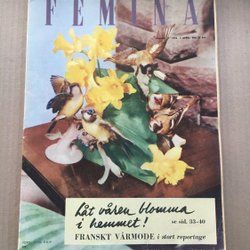 FEMINA
Låt våren blomma
i hemmet!
se sid. 33-40
FRANSKT VÅRMODE i stort reportage